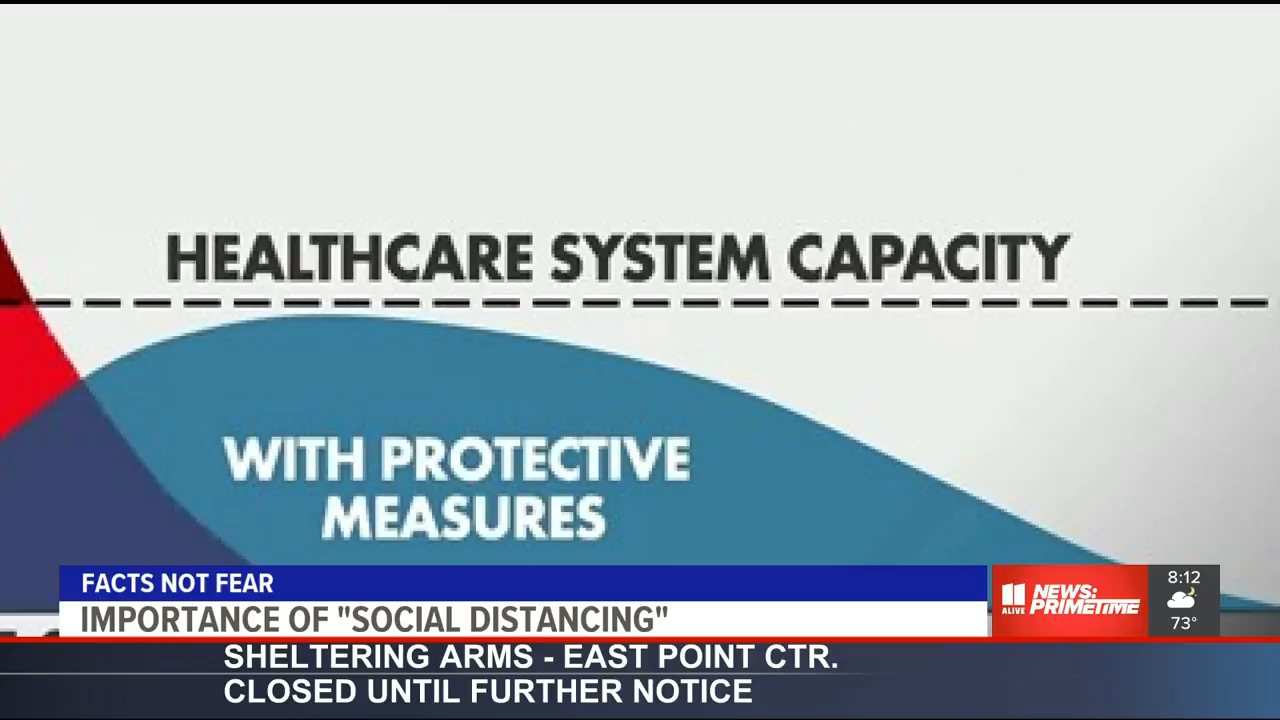 HEALTHCARE SYSTEM CAPACITY
WITH PROTECTIVE
MEASURES
FACTS NOT FEAR
IMPORTANCE OF "SOCIAL DISTANCING"
11 ALIVE NEWS: PRIMETIME
8:12
73°
SHELTERING ARMS - EAST POINT CTR.
CLOSED UNTIL FURTHER NOTICE